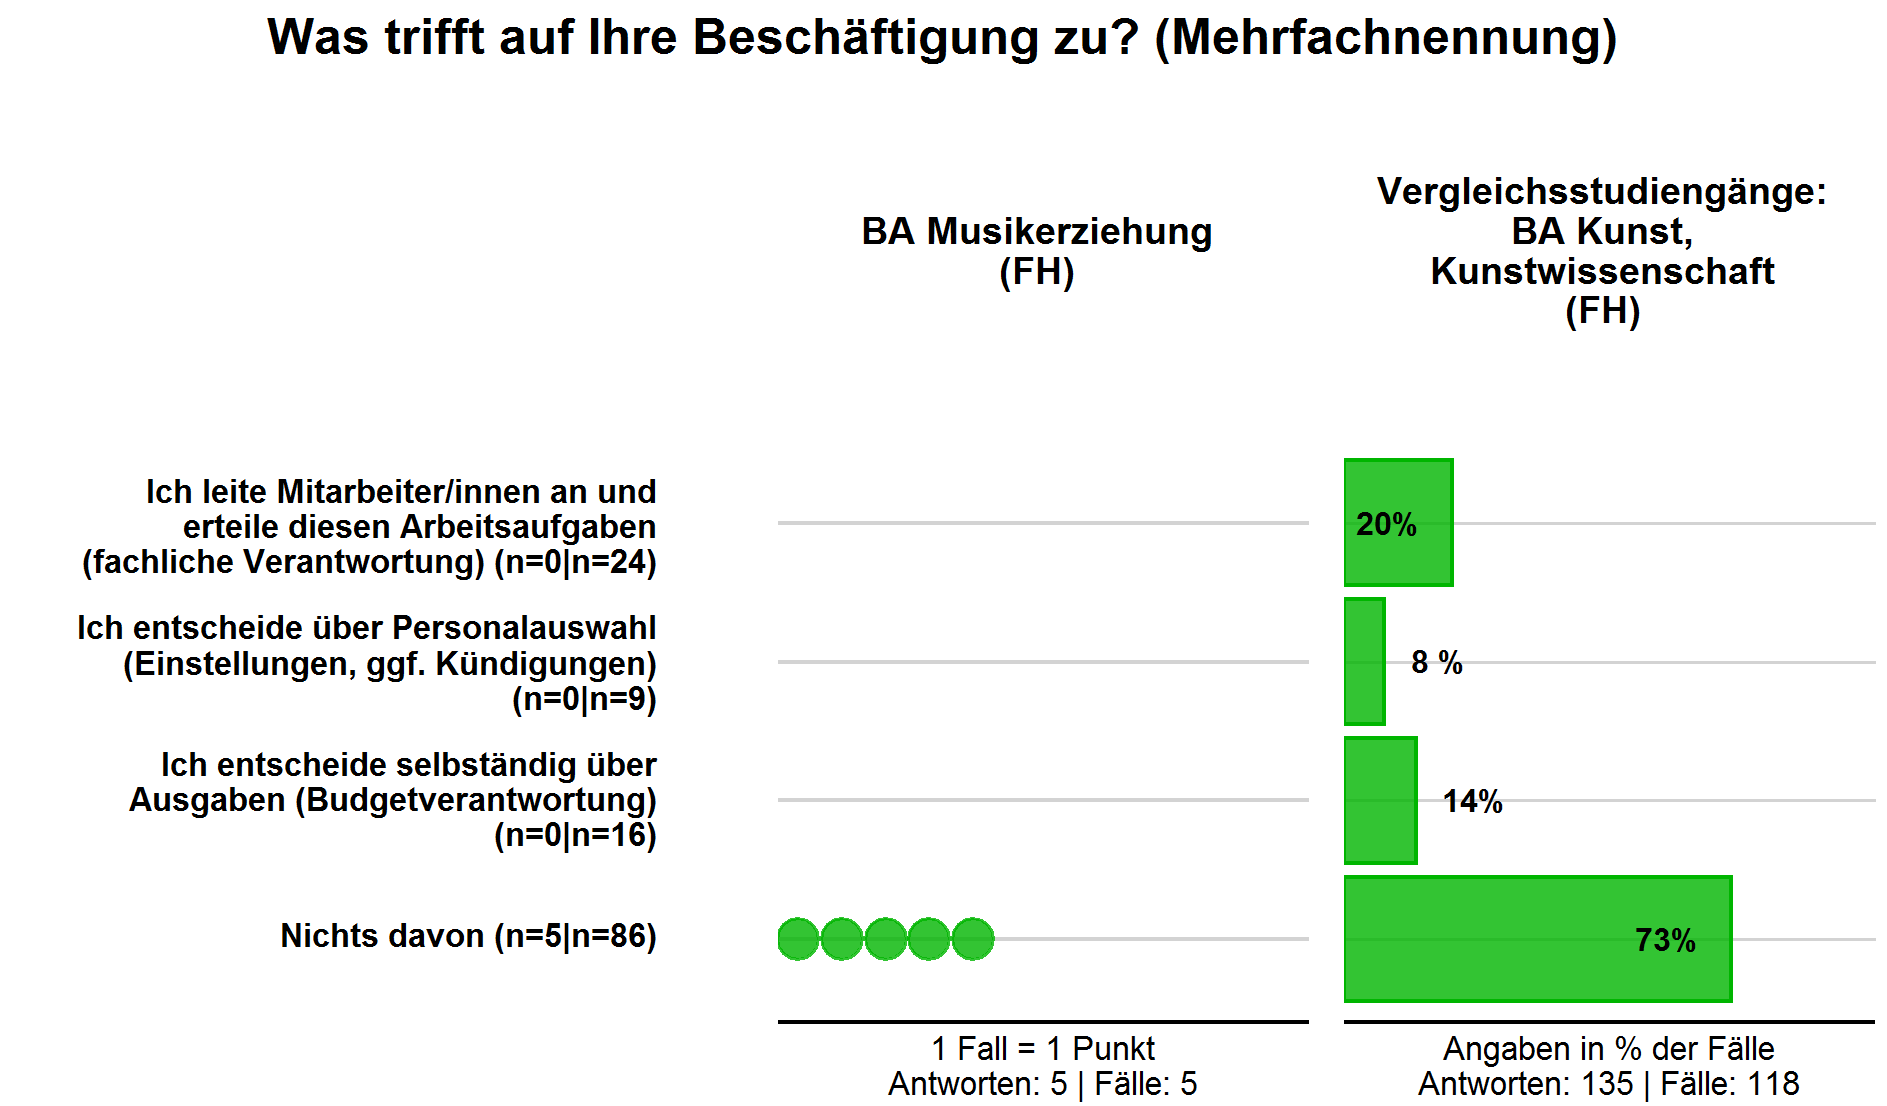 Was trifft auf Ihre Beschäftigung zu? (Mehrfachnennung)
BA Musikerziehung
(FH)
Vergleichsstudiengänge:
BA Kunst,
Kunstwissenschaft
(FH)
Ich leite Mitarbeiter/innen an und
erteile diesen Arbeitsaufgaben
(fachliche Verantwortung) (n=0|n=24)
20%
Ich entscheide über Personalauswahl
(Einstellungen, ggf. Kündigungen)
(n=0|n=9)
8 %
Ich entscheide selbständig über
Ausgaben (Budgetverantwortung)
(n=0|n=16)
14%
Nichts davon (n=5|n=86)
73%
1 Fall = 1 Punkt
Antworten: 5 | Fälle: 5
Angaben in % der Fälle
Antworten: 135 | Fälle: 118